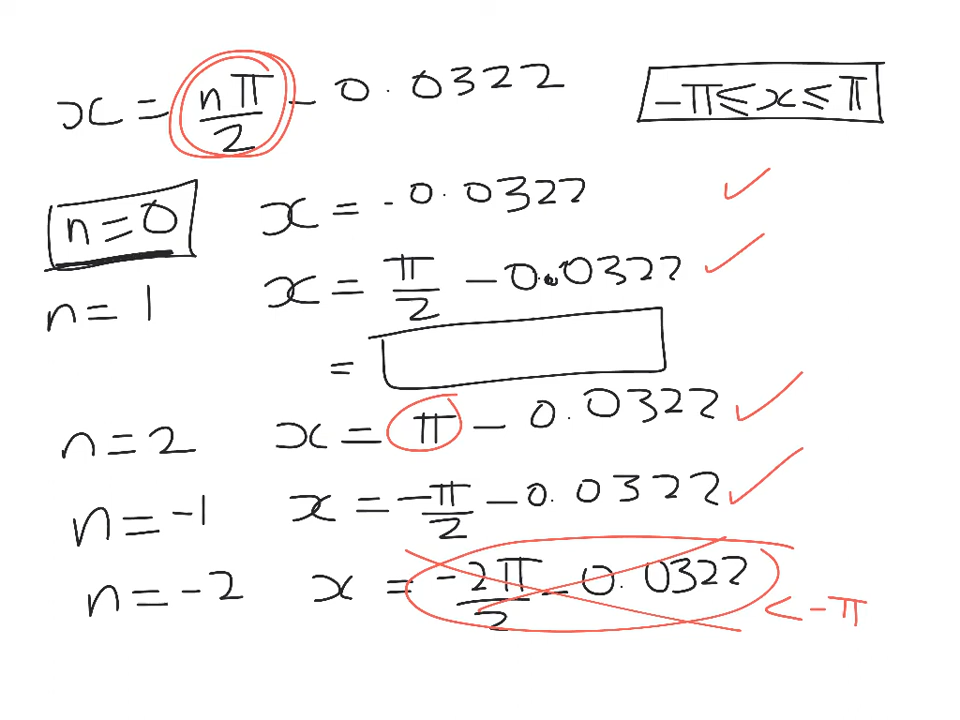 x = nπ/2 - 0.0322
-π ≤ x ≤ π
n = 0 x = -0.0322 ✓
n = 1 x = π/2 - 0.0322 ✓
=
n = 2 x = π - 0.0322 ✓
n = -1 x = -π/2 - 0.0322 ✓
n = -2 x = -2π/2 - 0.0322 < -π